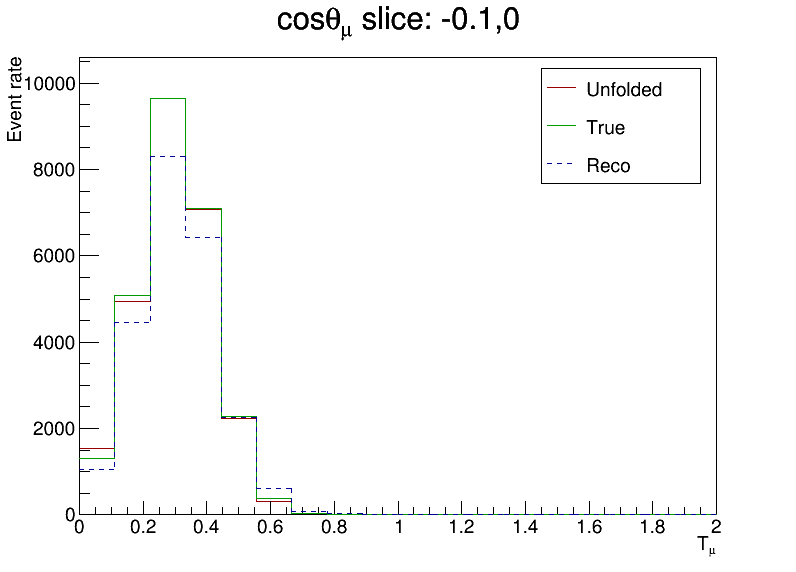 cosθμ slice: -0.1,0
Event rate
10000
8000
6000
4000
2000
0
Unfolded
True
Reco
0 0.2 0.4 0.6 0.8 1 1.2 1.4 1.6 1.8 2
Tμ